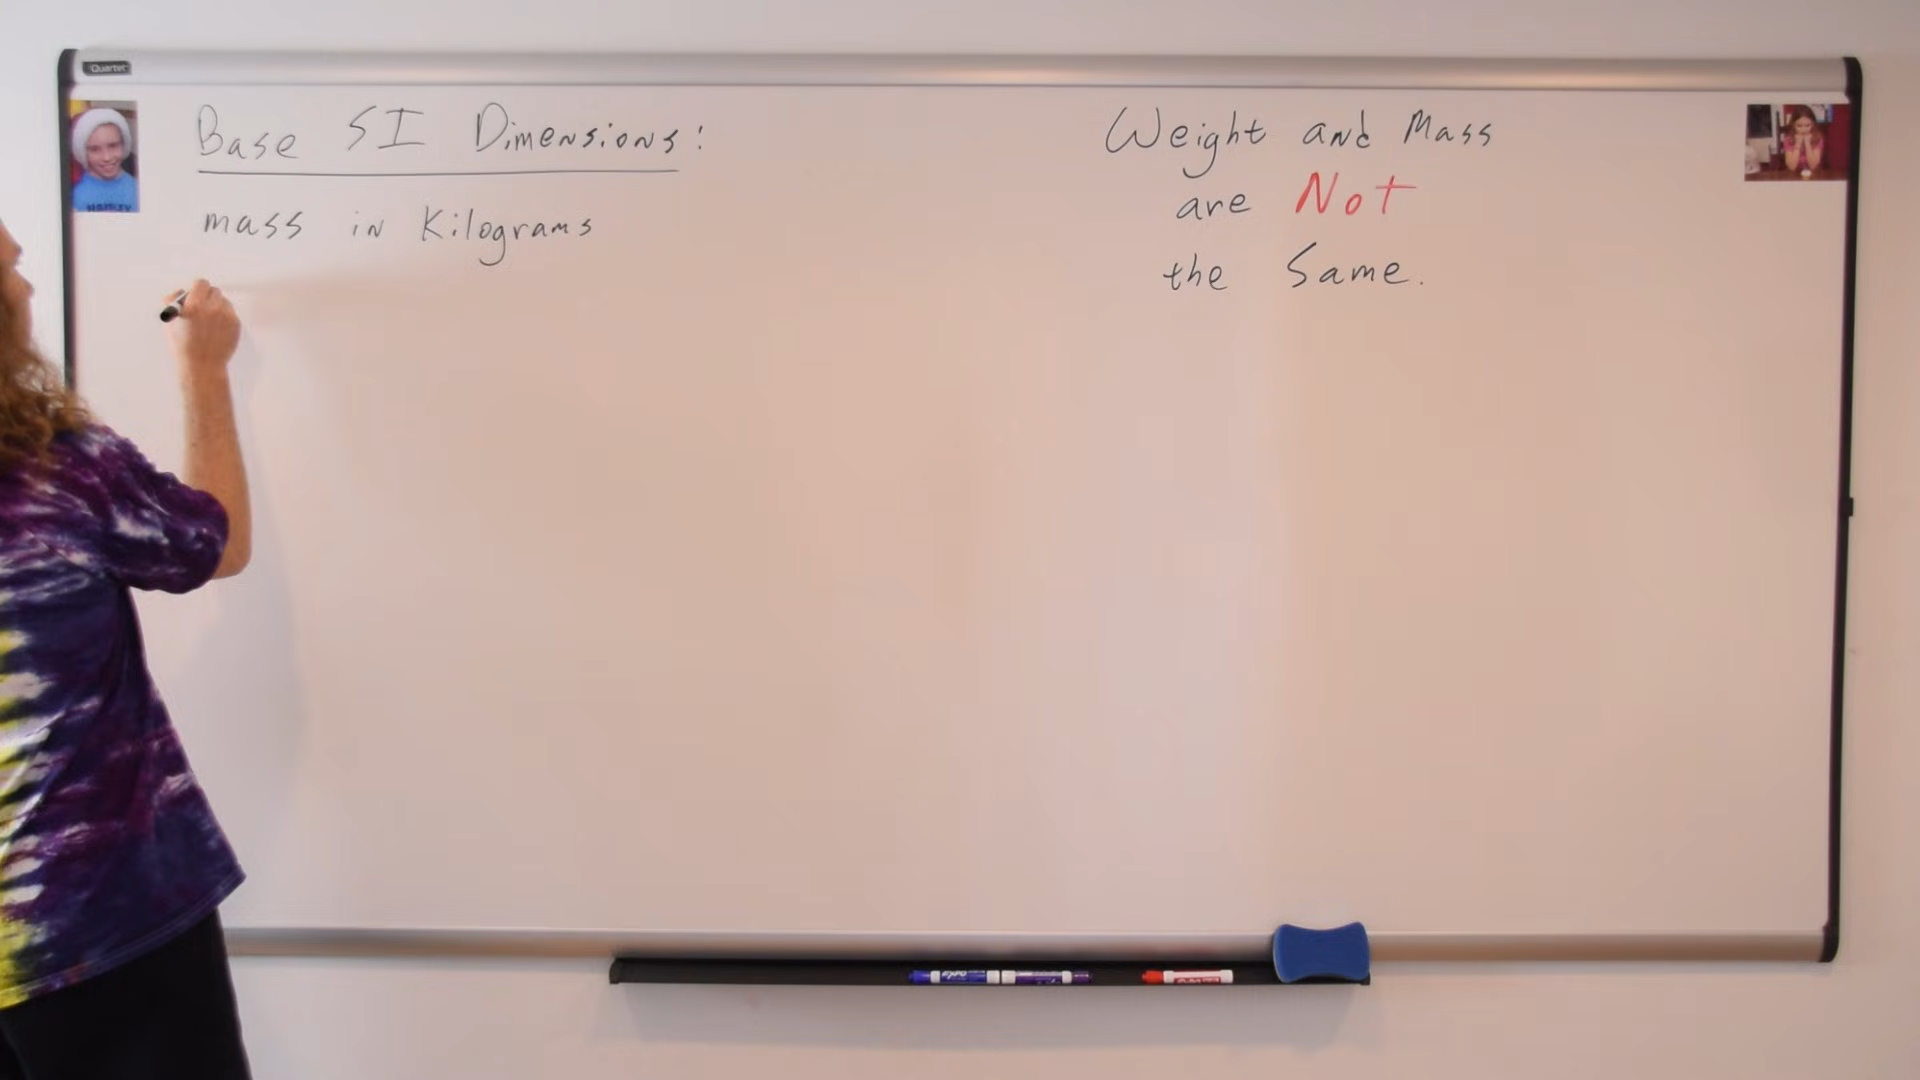 Quartet
Base SI Dimensions:
mass in Kilograms
Weight and Mass
are Not
the Same.